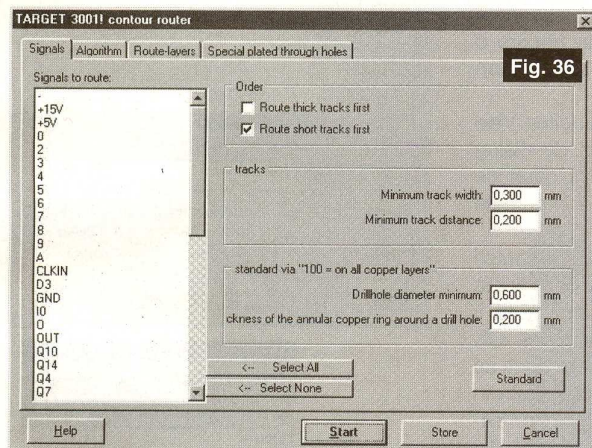 TARGET 3001! contour router
Signals Algorithm Route-layers Special plated through holes
Fig. 36
Signals to route:
-
+15V
+5V
0
2
3
4
5
6
7
8
9
A
CLKIN
D3
GND
I0
O
OUT
Q10
Q14
Q4
Q7
<-- Select All
<-- Select None
Order
Route thick tracks first
Route short tracks first
tracks
Minimum track width: 0,300 mm
Minimum track distance: 0,200 mm
standard via "100 = on all copper layers"
Drillhole diameter minimum: 0,600 mm
ckness of the annular copper ring around a drill hole: 0,200 mm
Standard
Help Start Store Cancel